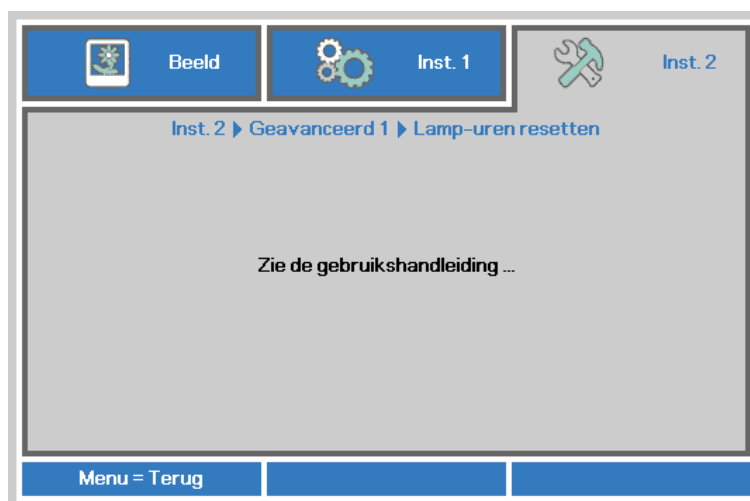 Beeld
Inst. 1
Inst. 2
Inst. 2 ▶ Geavanceerd 1 ▶ Lamp-uren resetten
Zie de gebruikshandleiding ...
Menu = Terug